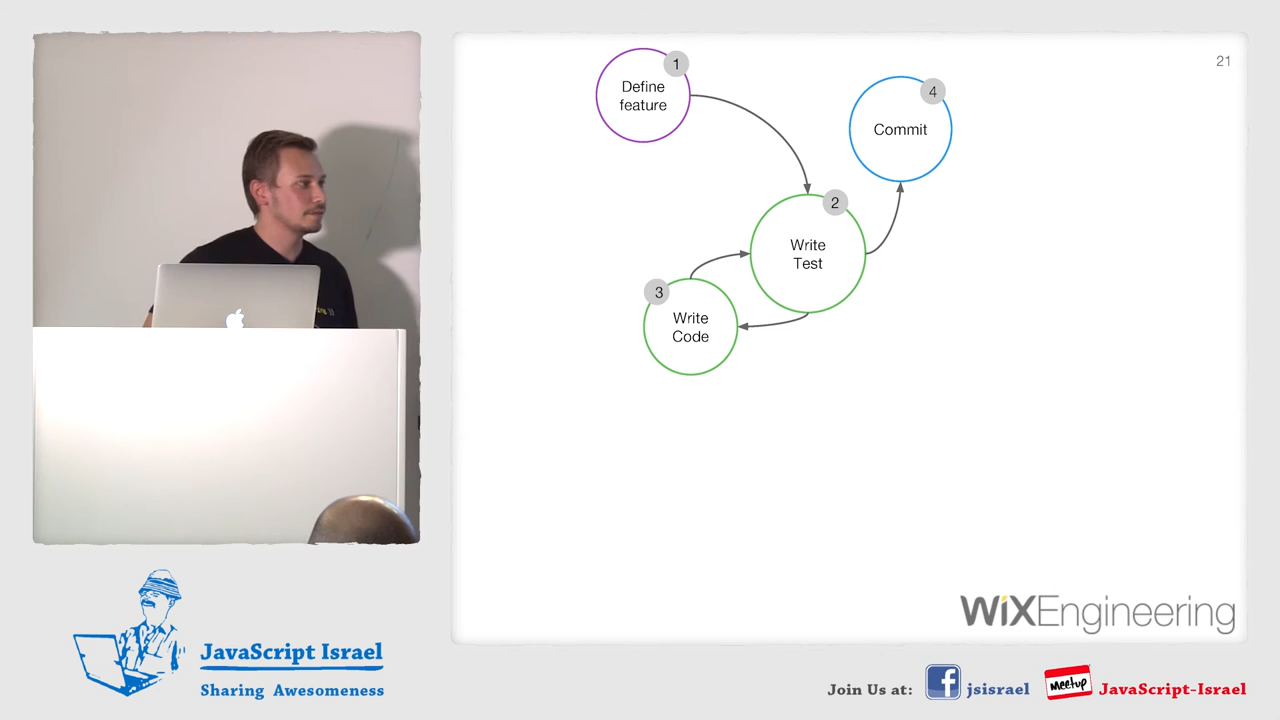 1
Define
feature
21
4
Commit
2
Write
Test
3
Write
Code
WiXEngineering
JavaScript Israel
Sharing Awesomeness
Join Us at:
jsisrael
Meetup
JavaScript-Israel